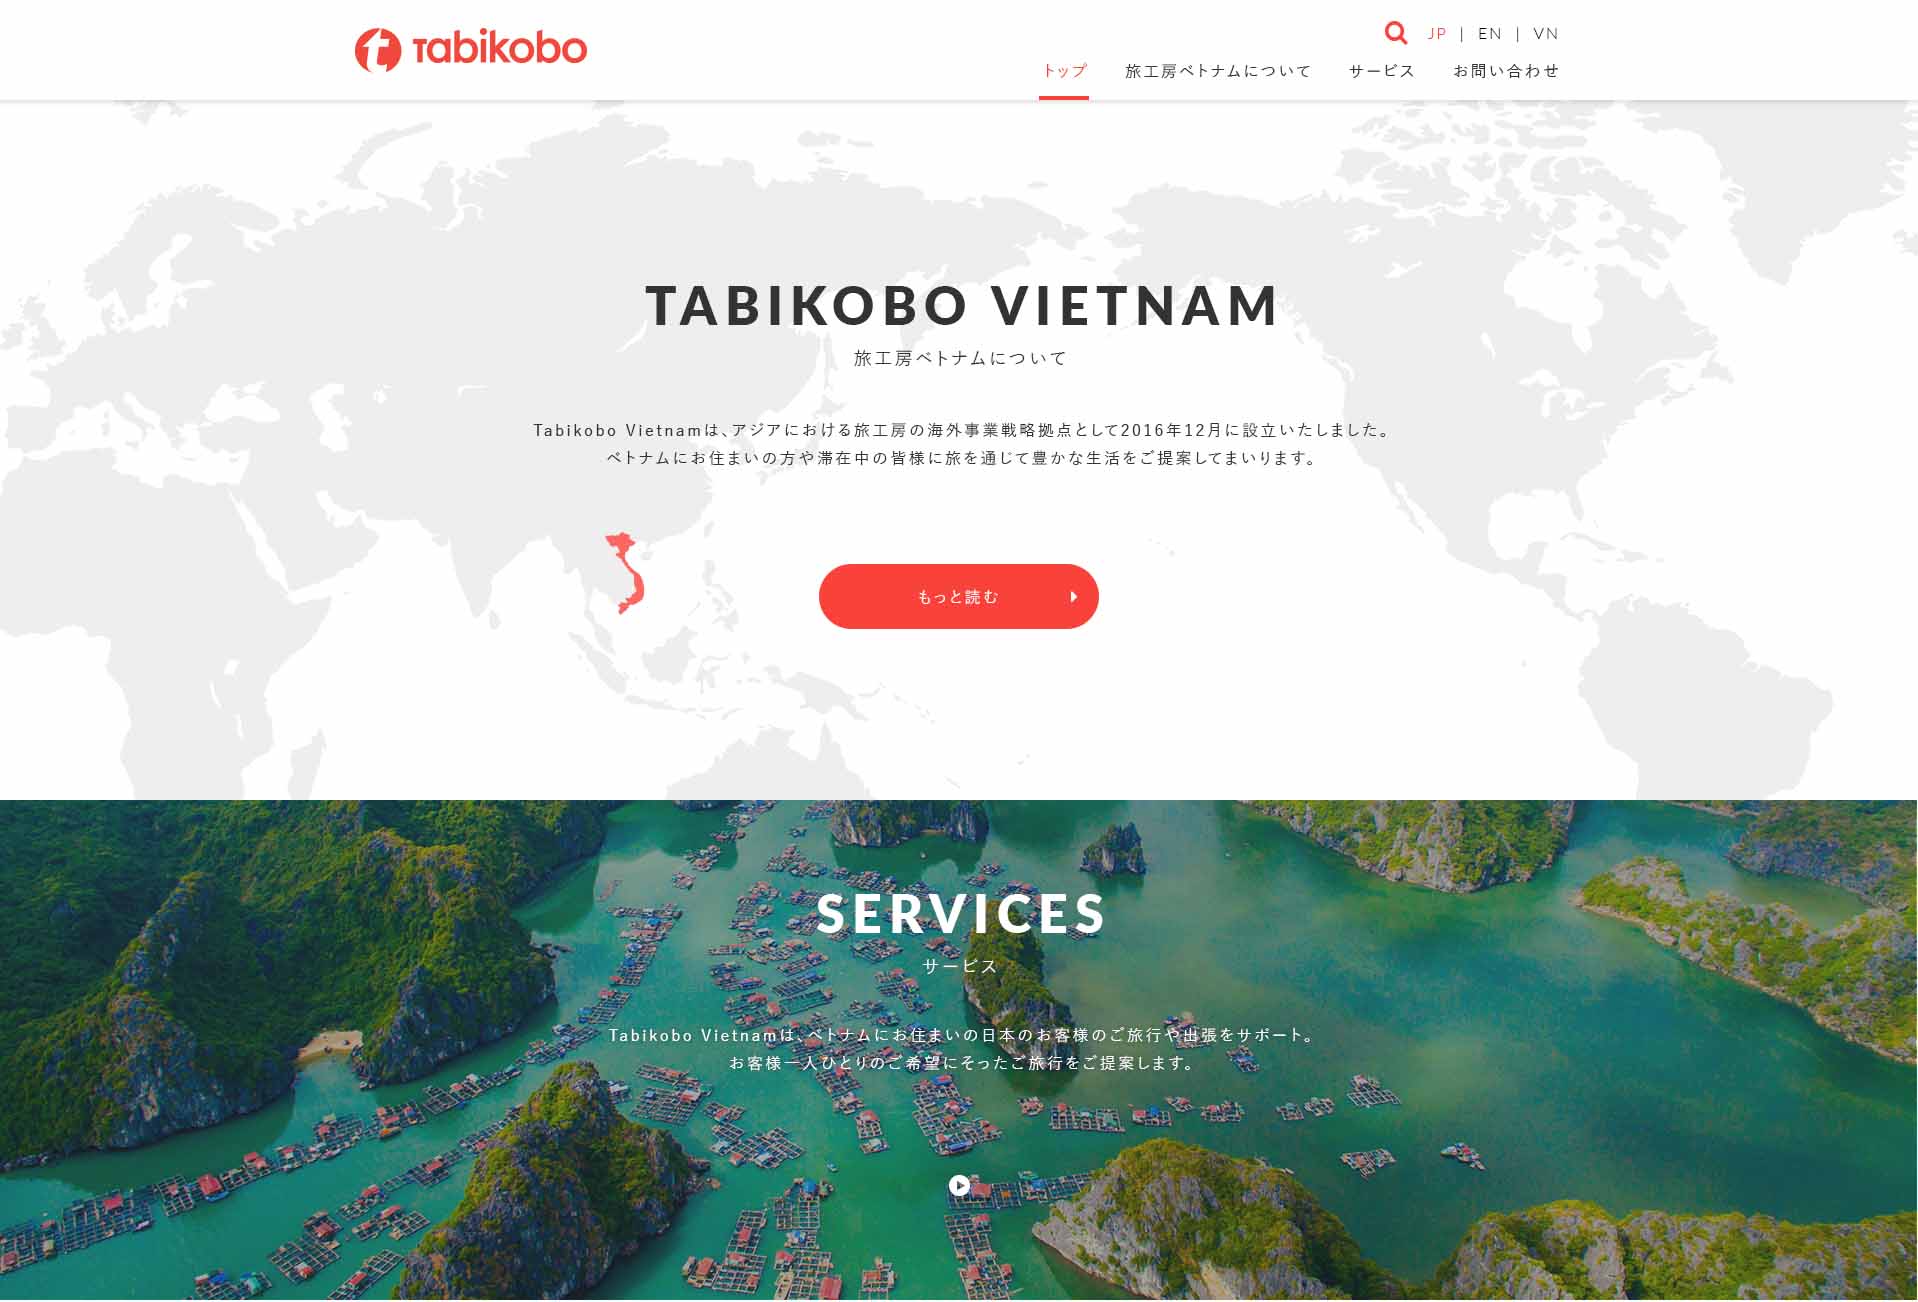 Tabikobo
JP | EN | VN
トップ 旅工房ベトナムについて サービス お問い合わせ
TABIKOBO VIETNAM
旅工房ベトナムについて
Tabikobo Vietnamは、アジアにおける旅工房の海外事業戦略拠点として2016年12月に設立いたしました。
ベトナムにお住まいの方や滞在中の皆様に旅を通じて豊かな生活をご提案してまいります。
もっと読む
SERVICES
サービス
Tabikobo Vietnamは、ベトナムにお住まいの日本のお客様のご旅行や出張をサポート。
お客様一人ひとりのご希望にそったご旅行をご提案します。